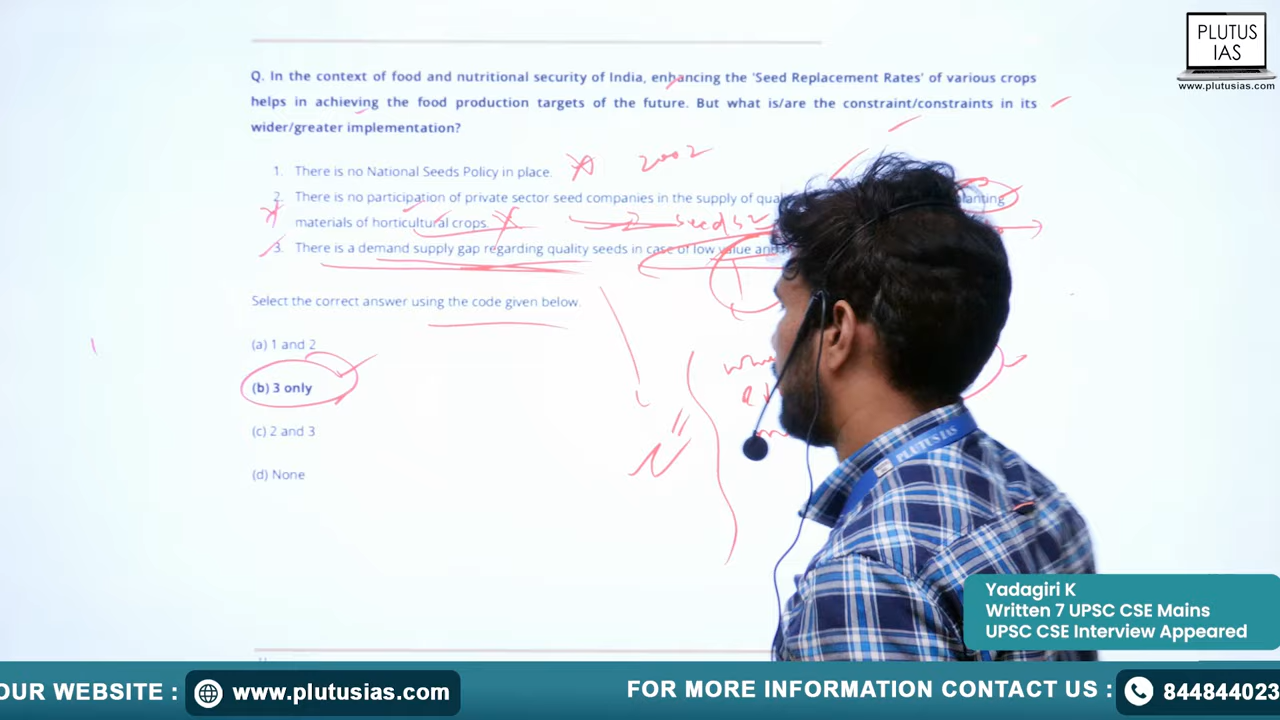 PLUTUS
IAS
www.plutusias.com
Q. In the context of food and nutritional security of India, enhancing the 'Seed Replacement Rates' of various crops
helps in achieving the food production targets of the future. But what is/are the constraint/constraints in its
wider/greater implementation?
1. There is no National Seeds Policy in place. 2002
2. There is no participation of private sector seed companies in the supply of planting
materials of horticultural crops. seeds
3. There is a demand supply gap regarding quality seeds in case of low value and
Select the correct answer using the code given below.
(a) 1 and 2
(b) 3 only
(c) 2 and 3
(d) None
PLUTUS IAS
Yadagiri K
Written 7 UPSC CSE Mains
UPSC CSE Interview Appeared
OUR WEBSITE : www.plutusias.com
FOR MORE INFORMATION CONTACT US : 844844023